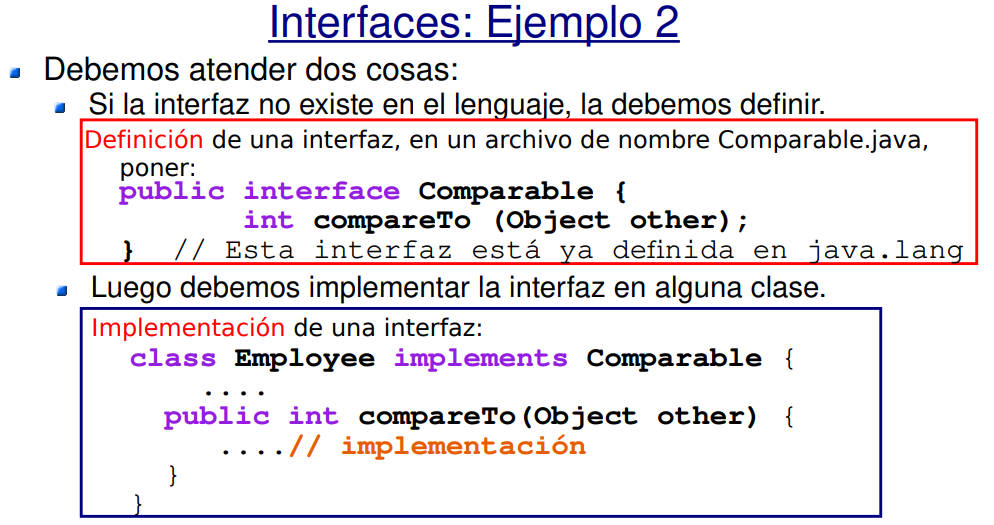 Interfaces: Ejemplo 2
Debemos atender dos cosas:
Si la interfaz no existe en el lenguaje, la debemos definir.
Definición de una interfaz, en un archivo de nombre Comparable.java,
poner:
public interface Comparable {
int compareTo (Object other);
} // Esta interfaz está ya definida en java.lang
Luego debemos implementar la interfaz en alguna clase.
Implementación de una interfaz:
class Employee implements Comparable {
....
public int compareTo(Object other) {
....// implementación
}
}